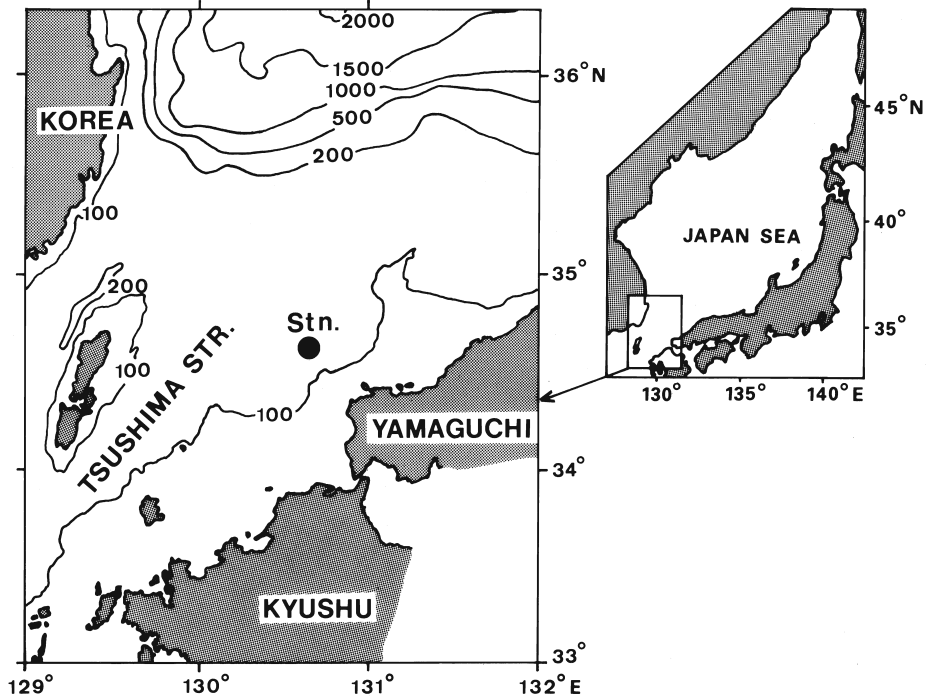 2000
1500
1000
500
200
36°N
KOREA
100
35°
200
Stn.
100
TSUSHIMA STR.
100
YAMAGUCHI
34°
KYUSHU
33°
129°
130°
131°
132°E
45°N
JAPAN SEA
40°
35°
130°
135°
140°E